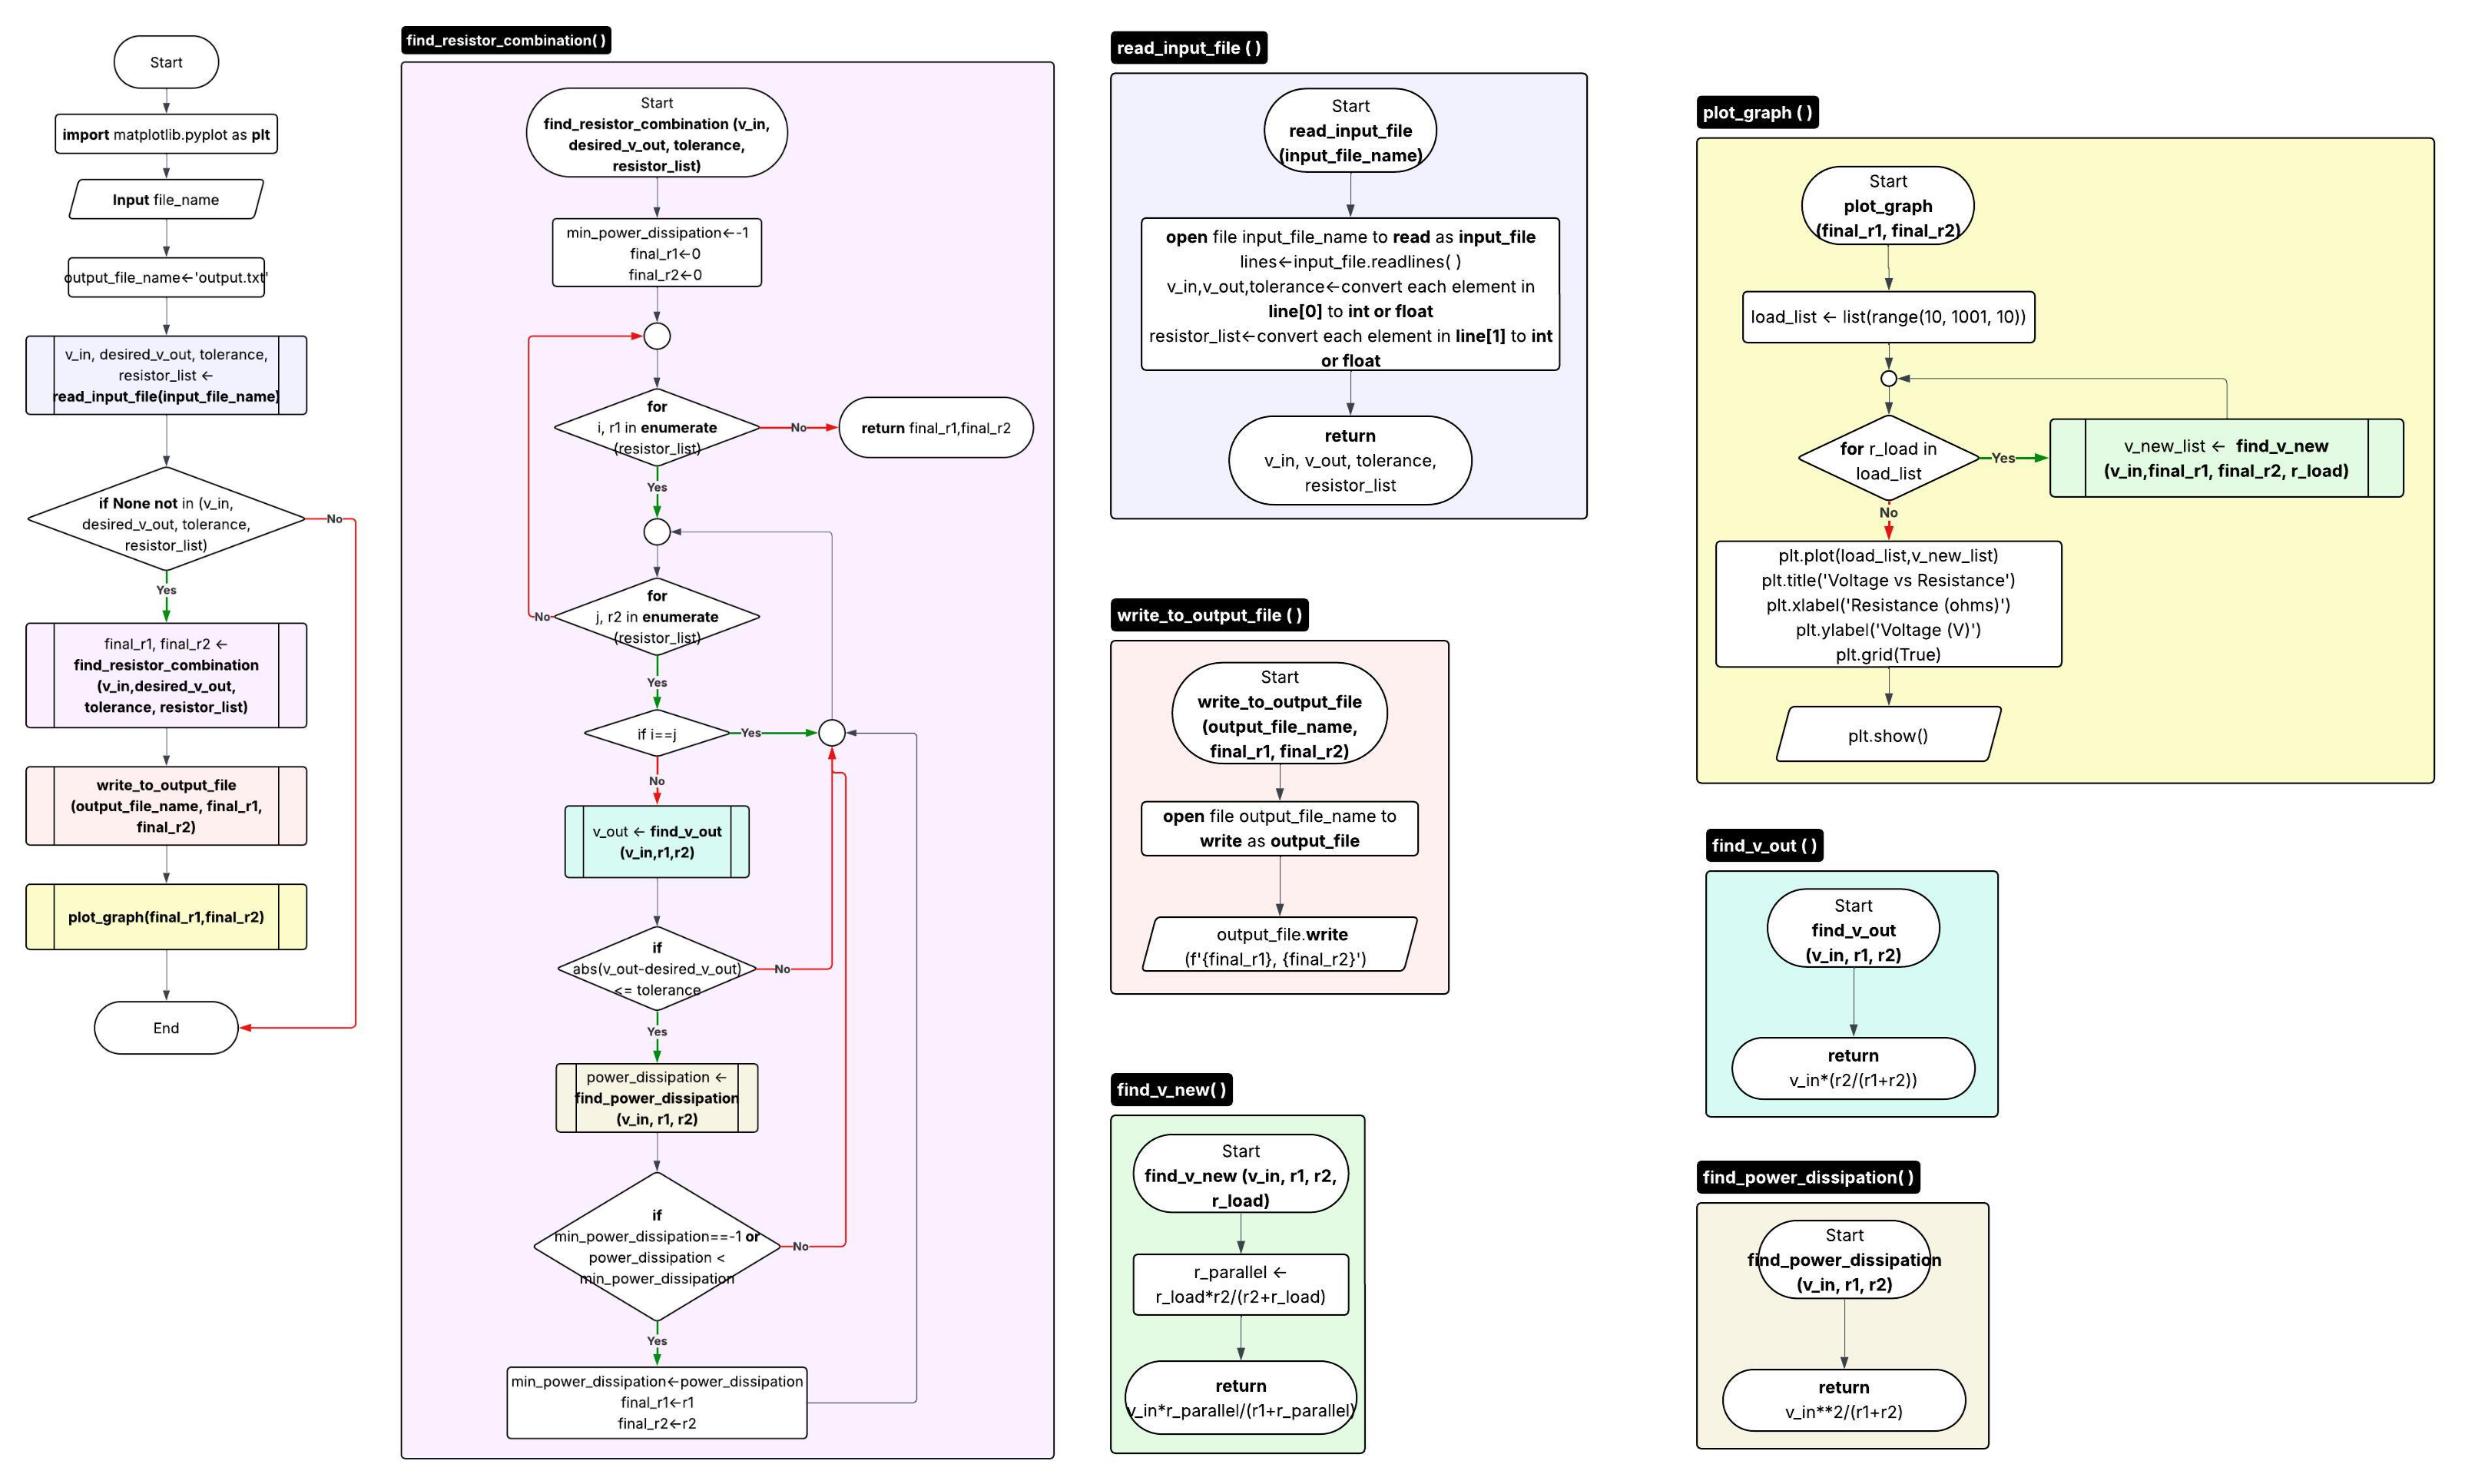 Start
import matplotlib.pyplot as plt
Input file_name
output_file_name←'output.txt'
v_in, desired_v_out, tolerance,
resistor_list ←
read_input_file(input_file_name)
if None not in (v_in,
desired_v_out, tolerance,
resistor_list)
No
Yes
final_r1, final_r2 ←
find_resistor_combination
(v_in,desired_v_out,
tolerance, resistor_list)
write_to_output_file
(output_file_name, final_r1,
final_r2)
plot_graph(final_r1,final_r2)
End
find_resistor_combination( )
Start
find_resistor_combination (v_in,
desired_v_out, tolerance,
resistor_list)
min_power_dissipation←-1
final_r1←0
final_r2←0
for
i, r1 in enumerate
(resistor_list)
No
return final_r1,final_r2
Yes
for
j, r2 in enumerate
(resistor_list)
No
Yes
if i==j
Yes
No
v_out ← find_v_out
(v_in,r1,r2)
if
abs(v_out-desired_v_out)
<= tolerance
No
Yes
power_dissipation ←
find_power_dissipation
(v_in, r1, r2)
if
min_power_dissipation==-1 or
power_dissipation <
min_power_dissipation
No
Yes
min_power_dissipation←power_dissipation
final_r1←r1
final_r2←r2
read_input_file ( )
Start
read_input_file
(input_file_name)
open file input_file_name to read as input_file
lines←input_file.readlines( )
v_in,v_out,tolerance←convert each element in
line[0] to int or float
resistor_list←convert each element in line[1] to int
or float
return
v_in, v_out, tolerance,
resistor_list
write_to_output_file ( )
Start
write_to_output_file
(output_file_name,
final_r1, final_r2)
open file output_file_name to
write as output_file
output_file.write
(f'{final_r1}, {final_r2}')
find_v_new( )
Start
find_v_new (v_in, r1, r2,
r_load)
r_parallel ←
r_load*r2/(r2+r_load)
return
v_in*r_parallel/(r1+r_parallel)
plot_graph ( )
Start
plot_graph
(final_r1, final_r2)
load_list ← list(range(10, 1001, 10))
for r_load in
load_list
Yes
v_new_list ← find_v_new
(v_in,final_r1, final_r2, r_load)
No
plt.plot(load_list,v_new_list)
plt.title('Voltage vs Resistance')
plt.xlabel('Resistance (ohms)')
plt.ylabel('Voltage (V)')
plt.grid(True)
plt.show()
find_v_out ( )
Start
find_v_out
(v_in, r1, r2)
return
v_in*(r2/(r1+r2))
find_power_dissipation( )
Start
find_power_dissipation
(v_in, r1, r2)
return
v_in**2/(r1+r2)